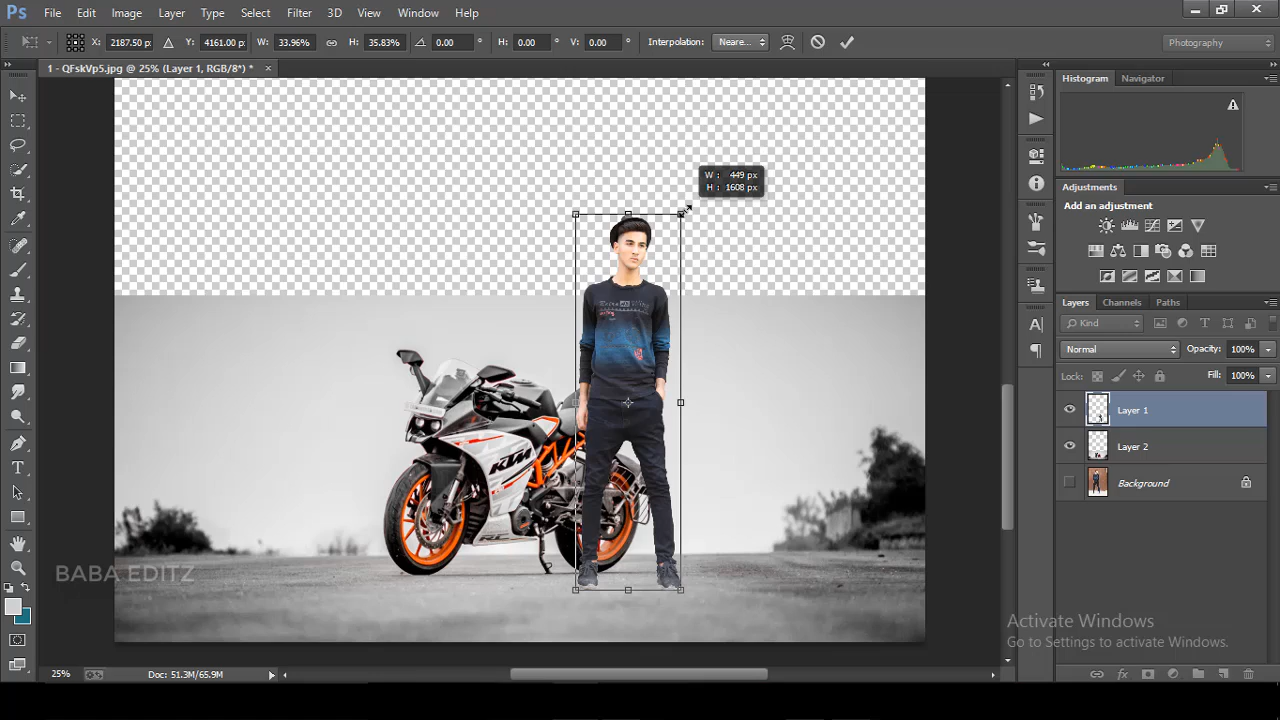 Ps File Edit Image Layer Type Select Filter 3D View Window Help
X: 2187.50 p: Y: 4161.00 p: W: 33.96% H: 35.83% 0.00 ° H: 0.00 ° V: 0.00 ° Interpolation: Neare... Photography
1 - QFskVp5.jpg @ 25% (Layer 1, RGB/8*) * ×
Histogram Navigator
W : 449 px
H : 1608 px
Adjustments
Add an adjustment
Layers Channels Paths
Kind
Normal Opacity: 100%
Lock: Fill: 100%
Layer 1
Layer 2
Background
KTM
BABA EDITZ
Activate Windows
Go to Settings to activate Windows.
25% Doc: 51.3M/65.9M